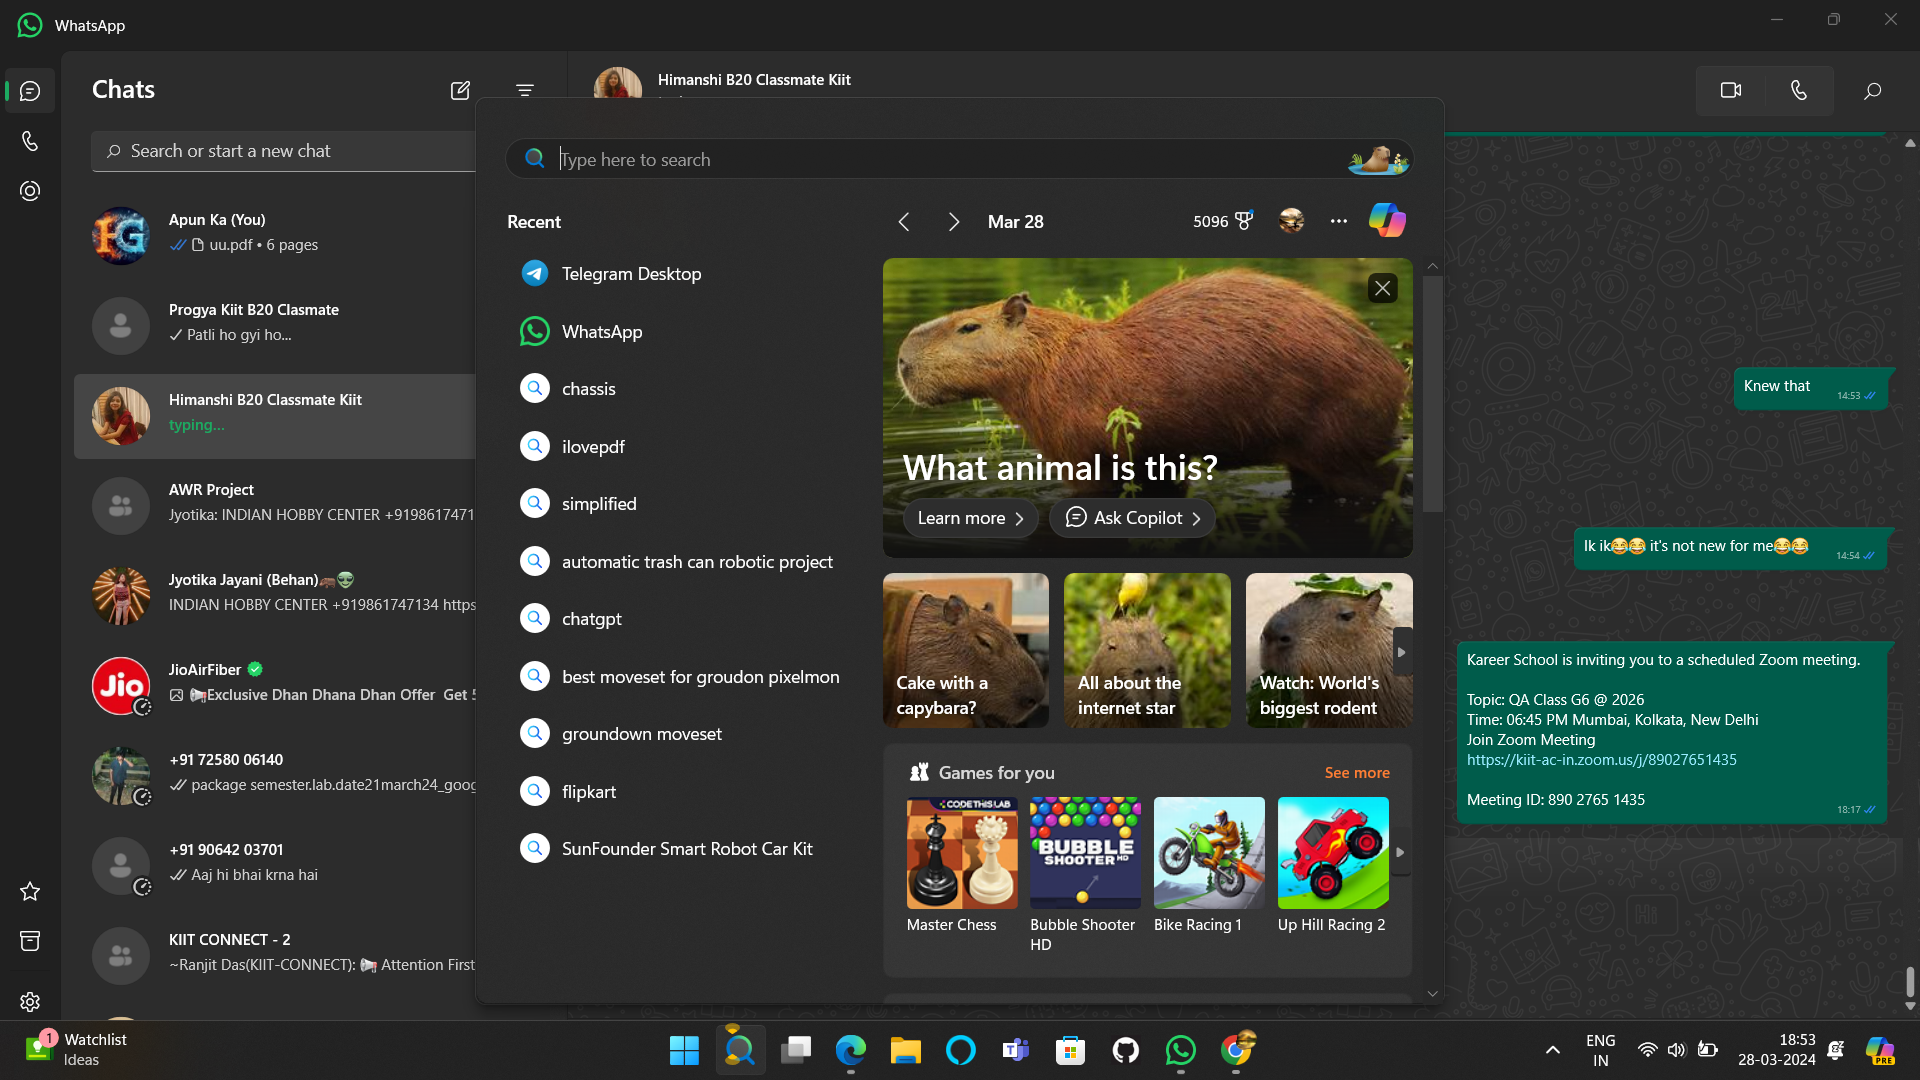 WhatsApp
Chats
Search or start a new chat
Apun Ka (You)
uu.pdf • 6 pages
Progya Kiit B20 Clasmate
Patli ho gyi ho...
Himanshi B20 Classmate Kiit
typing...
AWR Project
Jyotika: INDIAN HOBBY CENTER +919861747
Jyotika Jayani (Behan)🐗👽
INDIAN HOBBY CENTER +919861747134 https
JioAirFiber
Jio
📢Exclusive Dhan Dhana Dhan Offer Get
+91 72580 06140
package semester.lab.date21march24_goog
+91 90642 03701
Aaj hi bhai krna hai
KIIT CONNECT - 2
~Ranjit Das(KIIT-CONNECT): 📢 Attention First
Himanshi B20 Classmate Kiit
Type here to search
Recent
Telegram Desktop
WhatsApp
chassis
ilovepdf
simplified
automatic trash can robotic project
chatgpt
best moveset for groudon pixelmon
groundown moveset
flipkart
SunFounder Smart Robot Car Kit
Mar 28
5096
What animal is this?
Learn more
Ask Copilot
Cake with a
capybara?
All about the
internet star
Watch: World's
biggest rodent
Games for you
See more
CODETHISLAB
BUBBLE
SHOOTER HD
Master Chess
Bubble Shooter
HD
Bike Racing 1
Up Hill Racing 2
Knew that
14:53
Ik ik😂😂 it's not new for me😂😂
14:54
Kareer School is inviting you to a scheduled Zoom meeting.
Topic: QA Class G6 @ 2026
Time: 06:45 PM Mumbai, Kolkata, New Delhi
Join Zoom Meeting
https://kiit-ac-in.zoom.us/j/89027651435
Meeting ID: 890 2765 1435
18:17
1
Watchlist
Ideas
ENG
IN
18:53
28-03-2024
PRE